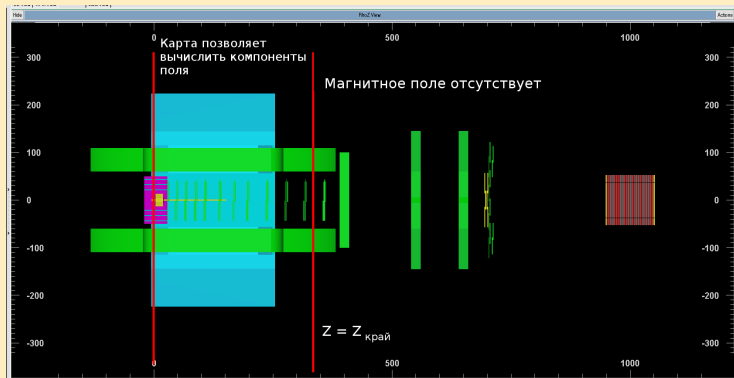 Hide
RhoZ View
Actions
0
500
1000
Карта позволяет
вычислить компоненты
поля
Магнитное поле отсутствует
300
300
200
200
100
100
0
0
-100
-100
-200
-200
-300
-300
Z = Z край
0
500
1000